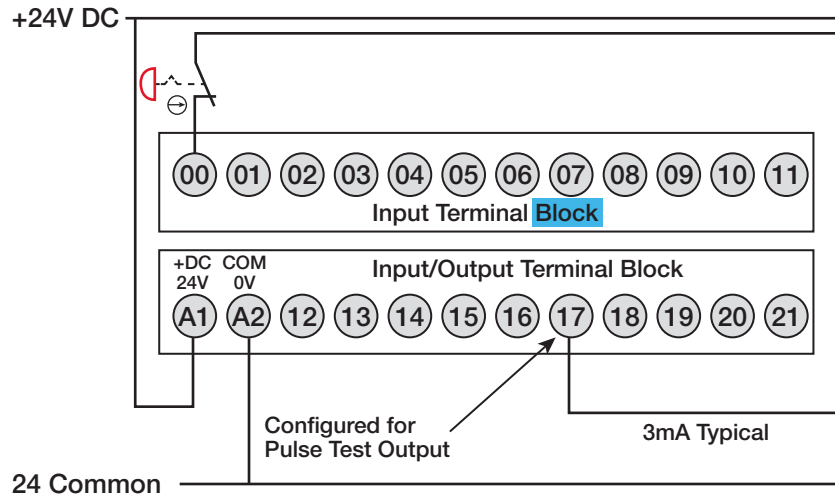 +24V DC
00 01 02 03 04 05 06 07 08 09 10 11
Input Terminal Block
+DC COM
24V 0V
Input/Output Terminal Block
A1 A2 12 13 14 15 16 17 18 19 20 21
Configured for
Pulse Test Output
3mA Typical
24 Common